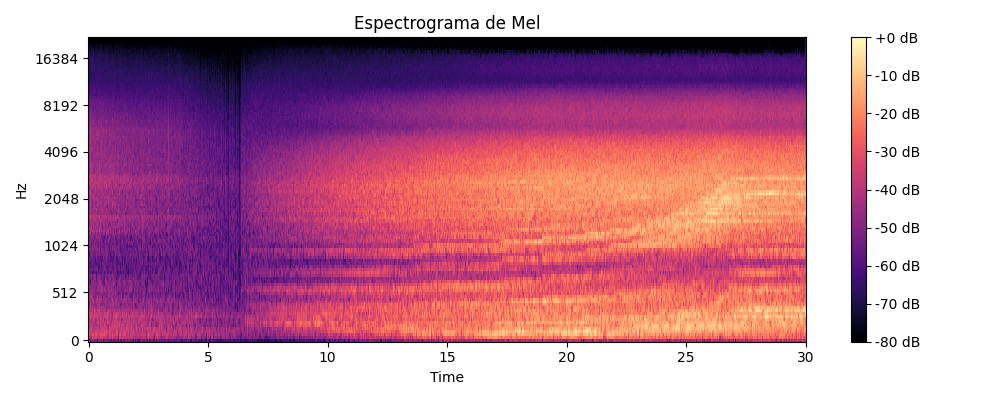 Espectrograma de Mel
Hz
16384
8192
4096
2048
1024
512
0
0 5 10 15 20 25 30
Time
+0 dB
-10 dB
-20 dB
-30 dB
-40 dB
-50 dB
-60 dB
-70 dB
-80 dB